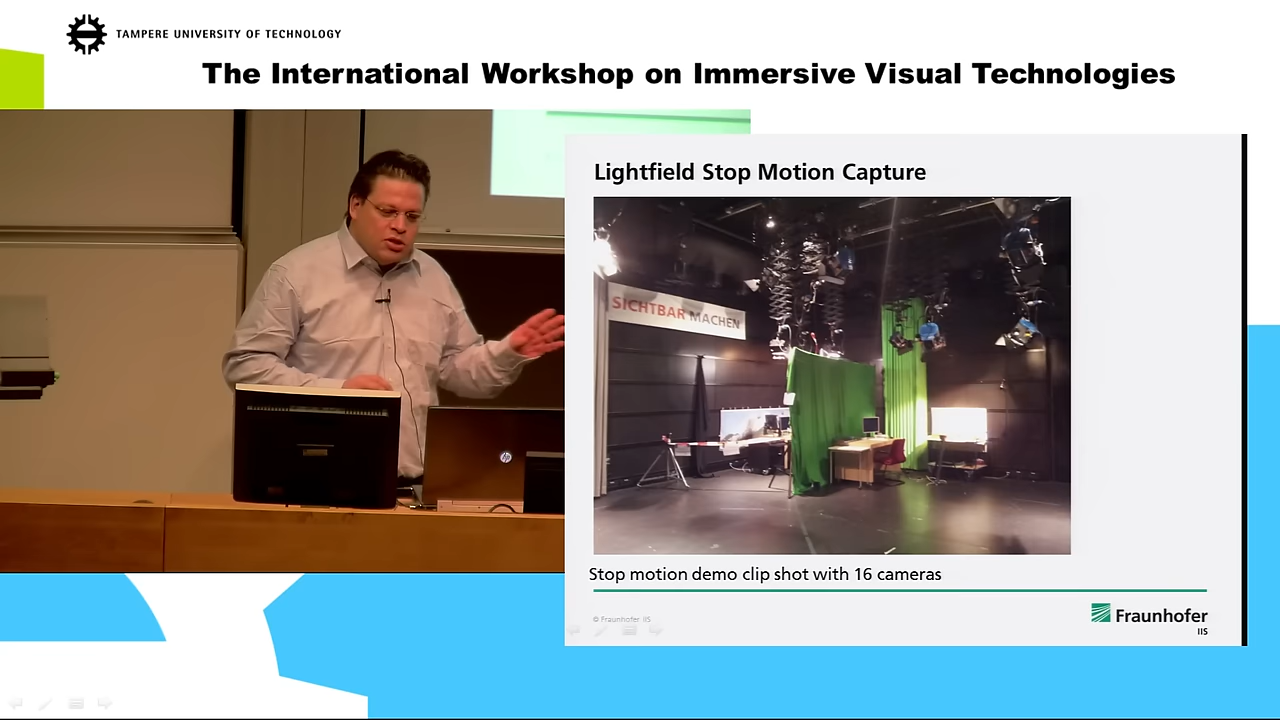 TAMPERE UNIVERSITY OF TECHNOLOGY
The International Workshop on Immersive Visual Technologies
Lightfield Stop Motion Capture
SICHTBAR MACHEN
hp
Stop motion demo clip shot with 16 cameras
© Fraunhofer IIS
Fraunhofer
IIS